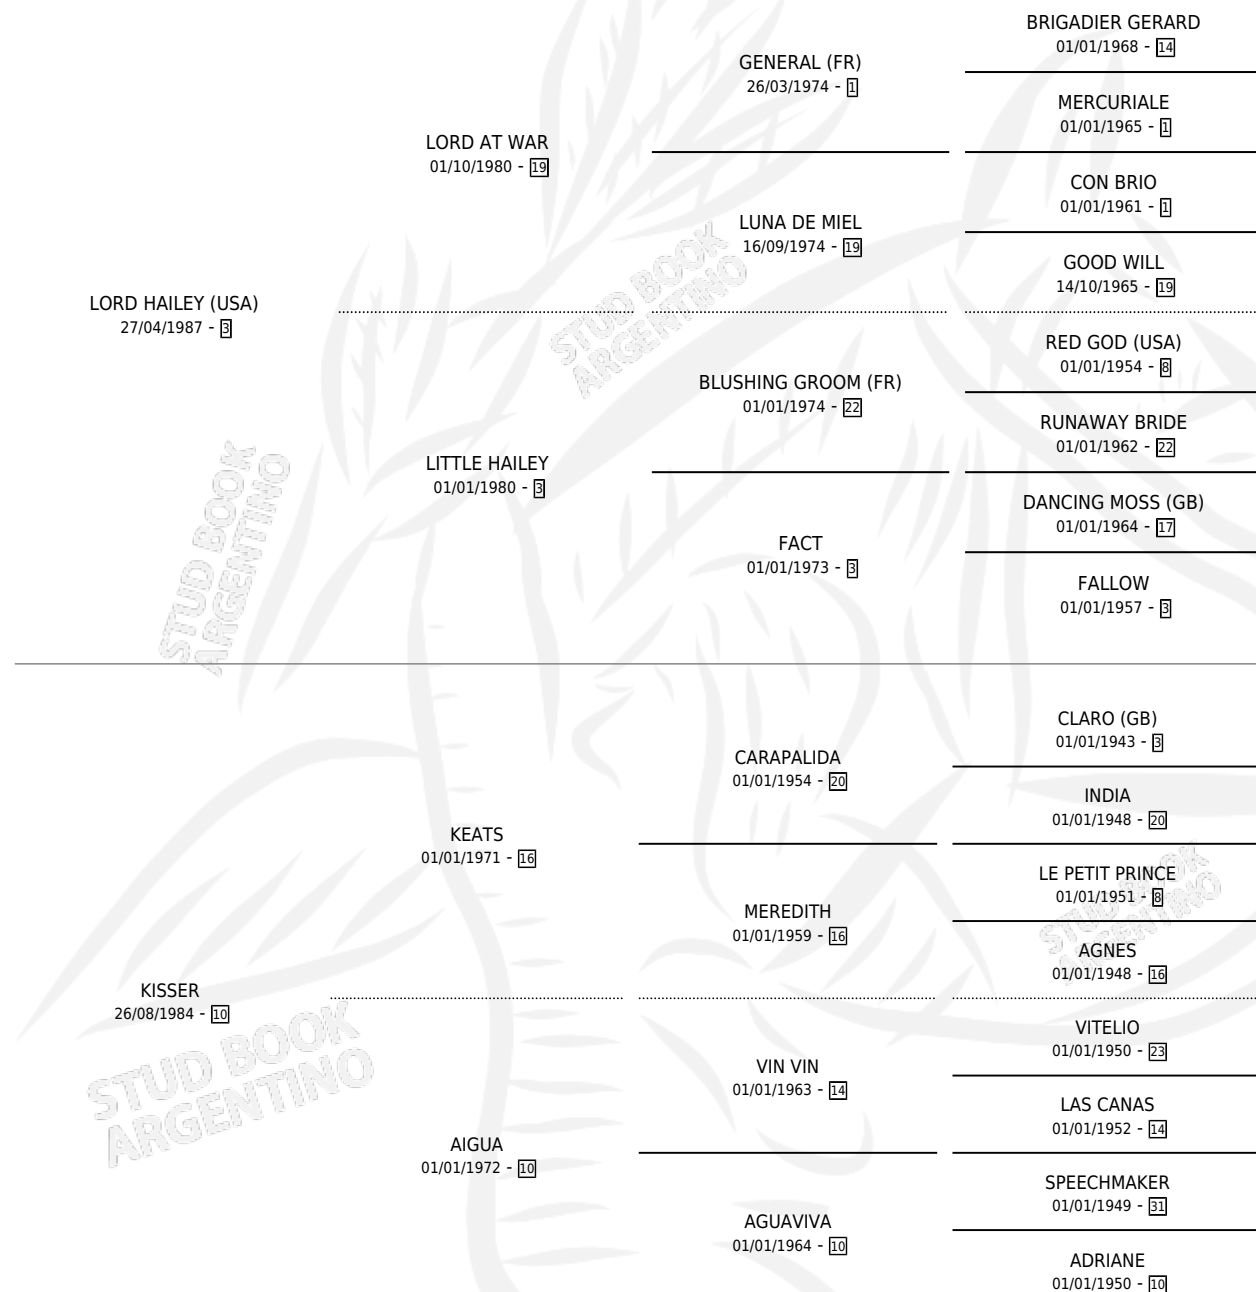 BRIGADIER GERARD
01/01/1968 - 14
GENERAL (FR)
26/03/1974 - 1
MERCURIALE
01/01/1965 - 1
LORD AT WAR
01/10/1980 - 19
CON BRIO
01/01/1961 - 1
LUNA DE MIEL
16/09/1974 - 19
GOOD WILL
14/10/1965 - 19
LORD HAILEY (USA)
27/04/1987 - 3
RED GOD (USA)
01/01/1954 - 8
BLUSHING GROOM (FR)
01/01/1974 - 22
RUNAWAY BRIDE
01/01/1962 - 22
LITTLE HAILEY
01/01/1980 - 3
DANCING MOSS (GB)
01/01/1964 - 17
FACT
01/01/1973 - 3
FALLOW
01/01/1957 - 3
STUD BOOK
ARGENTINO
STUD BOOK
ARGENTINO
CLARO (GB)
01/01/1943 - 3
CARAPALIDA
01/01/1954 - 20
INDIA
01/01/1948 - 20
KEATS
01/01/1971 - 16
LE PETIT PRINCE
01/01/1951 - 8
MEREDITH
01/01/1959 - 16
AGNES
01/01/1948 - 16
KISSER
26/08/1984 - 10
VITELIO
01/01/1950 - 23
VIN VIN
01/01/1963 - 14
LAS CANAS
01/01/1952 - 14
AIGUA
01/01/1972 - 10
SPEECHMAKER
01/01/1949 - 31
AGUAVIVA
01/01/1964 - 10
ADRIANE
01/01/1950 - 10
STUD BOOK
ARGENTINO
STUD BOOK
ARGENTINO